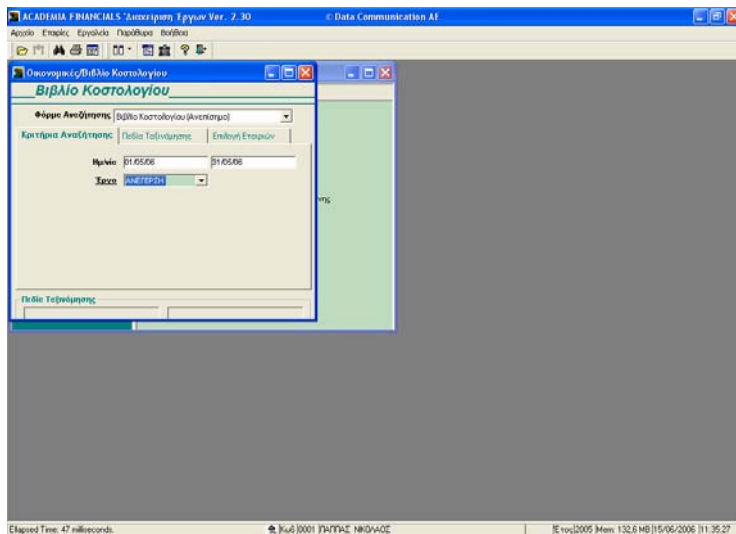 ACADEMIA FINANCIALS 'Διαχείριση Έργων Ver. 2.30 © Data Communication AE
Αρχείο Εταιρίες Εργαλεία Παράθυρα Βοήθεια
Οικονομικές/Βιβλίο Κοστολογίου
Βιβλίο Κοστολογίου
Φόρμα Αναζήτησης Βιβλίο Κοστολογίου (Ανεπίσημο)
Κριτήρια Αναζήτησης Πεδία Ταξινόμησης Επιλογή Εταιριών
Ημ/νία 01/05/06 31/05/06
Έργο ΑΝΕΓΕΡΣΗ
νης
Πεδία Ταξινόμησης
Ellapsed Time: 47 milliseconds. Κωδ 0001 ΠΑΠΠΑΣ ΝΙΚΟΛΑΟΣ Έτος 2005 Mem: 132,6 MB 15/06/2006 11:35:27